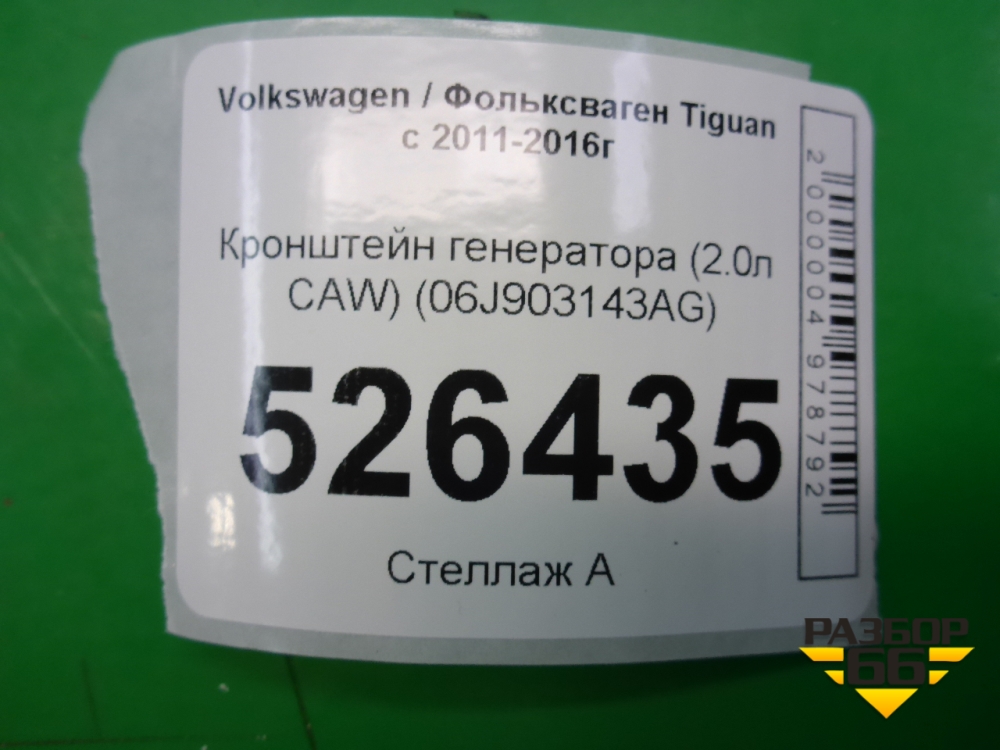 Volkswagen / Фольксваген Tiguan
с 2011-2016г
Кронштейн генератора (2.0л
CAW) (06J903143AG)
526435
Стеллаж А
2000004978792
РАЗБОР
66